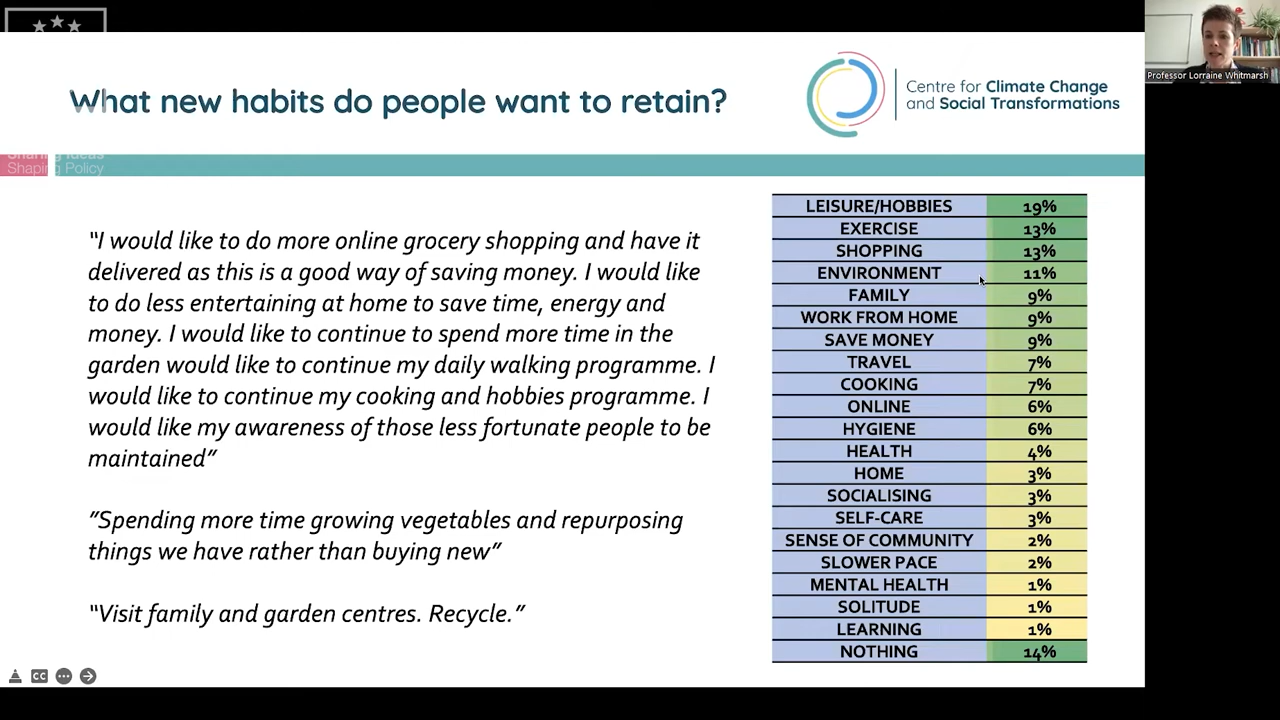 Professor Lorraine Whitmarsh
What new habits do people want to retain?
Centre for Climate Change
and Social Transformations
Sharing Ideas
Shaping Policy
“I would like to do more online grocery shopping and have it
delivered as this is a good way of saving money. I would like
to do less entertaining at home to save time, energy and
money. I would like to continue to spend more time in the
garden would like to continue my daily walking programme. I
would like to continue my cooking and hobbies programme. I
would like my awareness of those less fortunate people to be
maintained”
“Spending more time growing vegetables and repurposing
things we have rather than buying new”
“Visit family and garden centres. Recycle.”
LEISURE/HOBBIES 19%
EXERCISE 13%
SHOPPING 13%
ENVIRONMENT 11%
FAMILY 9%
WORK FROM HOME 9%
SAVE MONEY 9%
TRAVEL 7%
COOKING 7%
ONLINE 6%
HYGIENE 6%
HEALTH 4%
HOME 3%
SOCIALISING 3%
SELF-CARE 3%
SENSE OF COMMUNITY 2%
SLOWER PACE 2%
MENTAL HEALTH 1%
SOLITUDE 1%
LEARNING 1%
NOTHING 14%
CC